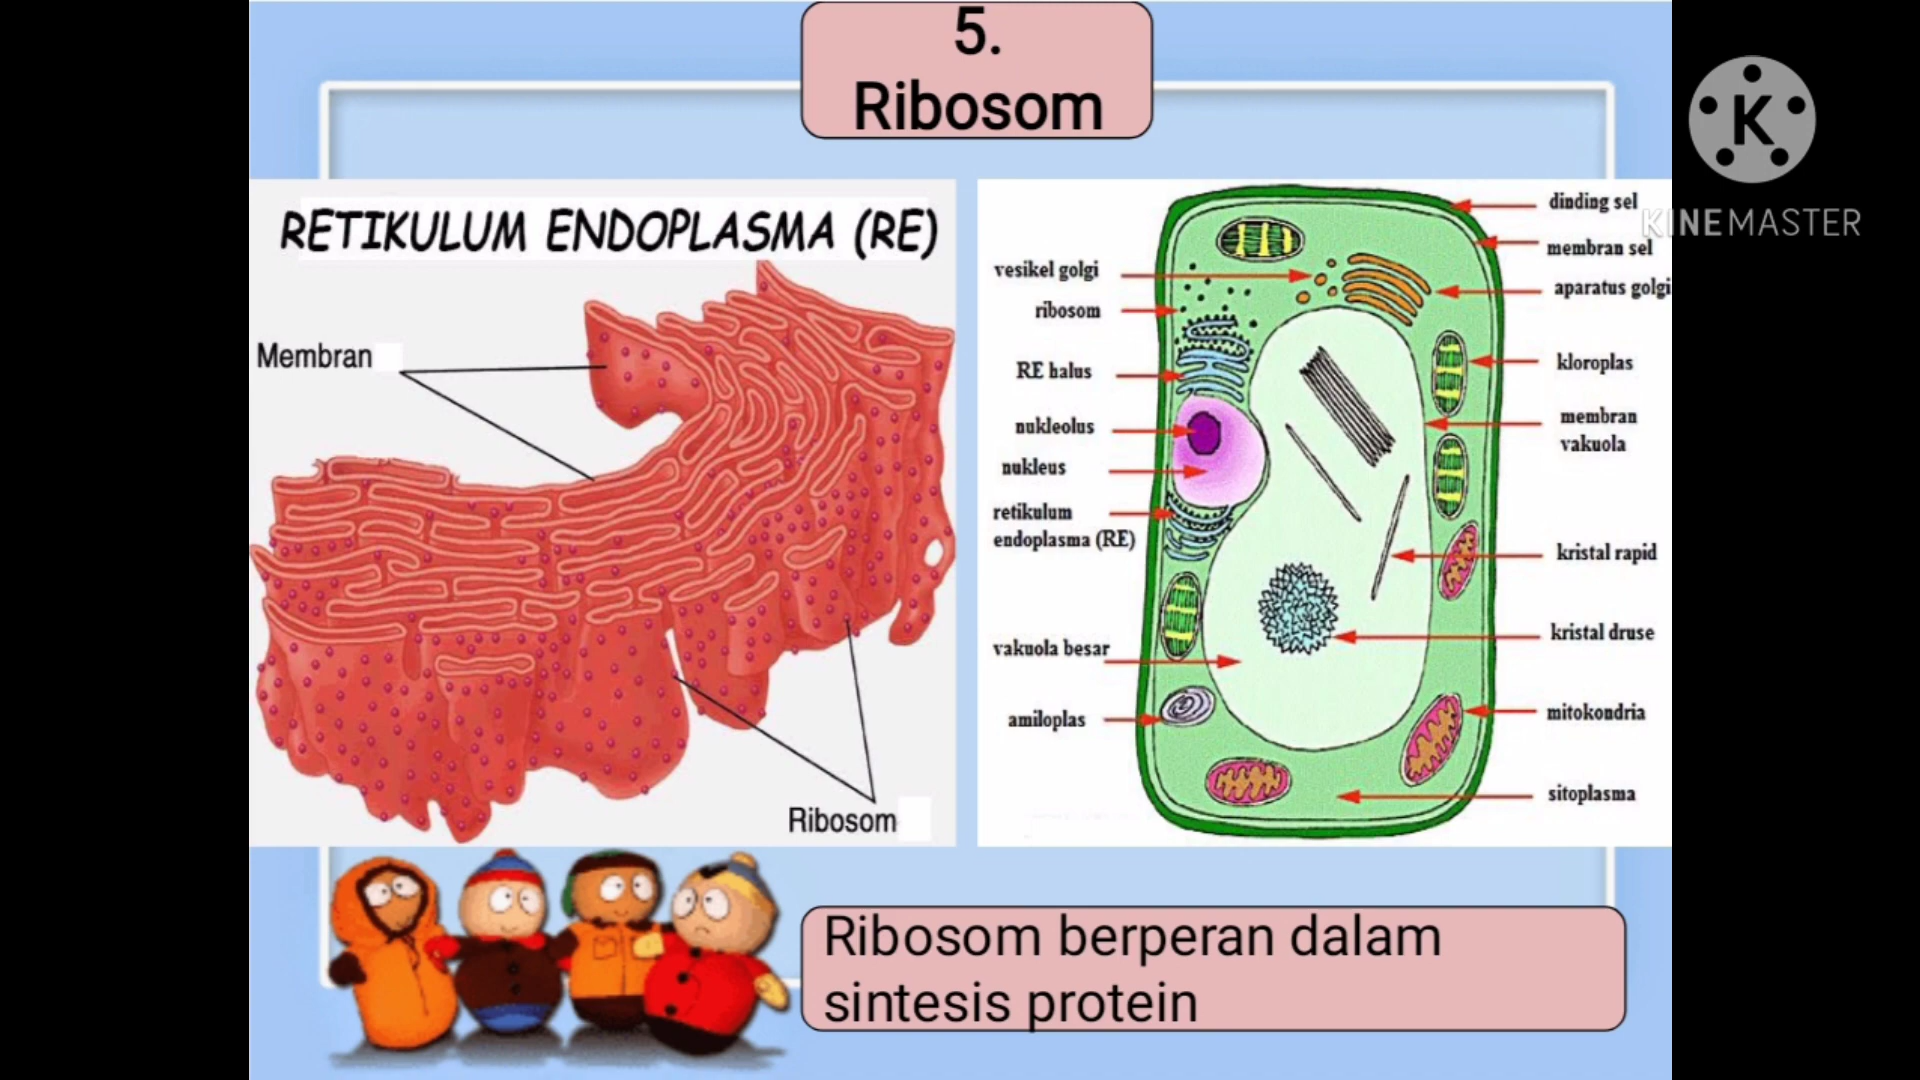 5.
Ribosom
RETIKULUM ENDOPLASMA (RE)
Membran
Ribosom
vesikel golgi
ribosom
RE halus
nukleolus
nukleus
retikulum
endoplasma (RE)
vakuola besar
amiloplas
dinding sel
membran sel
aparatus golgi
kloroplas
membran
vakuola
kristal rapid
kristal druse
mitokondria
sitoplasma
K
KINEMASTER
Ribosom berperan dalam
sintesis protein